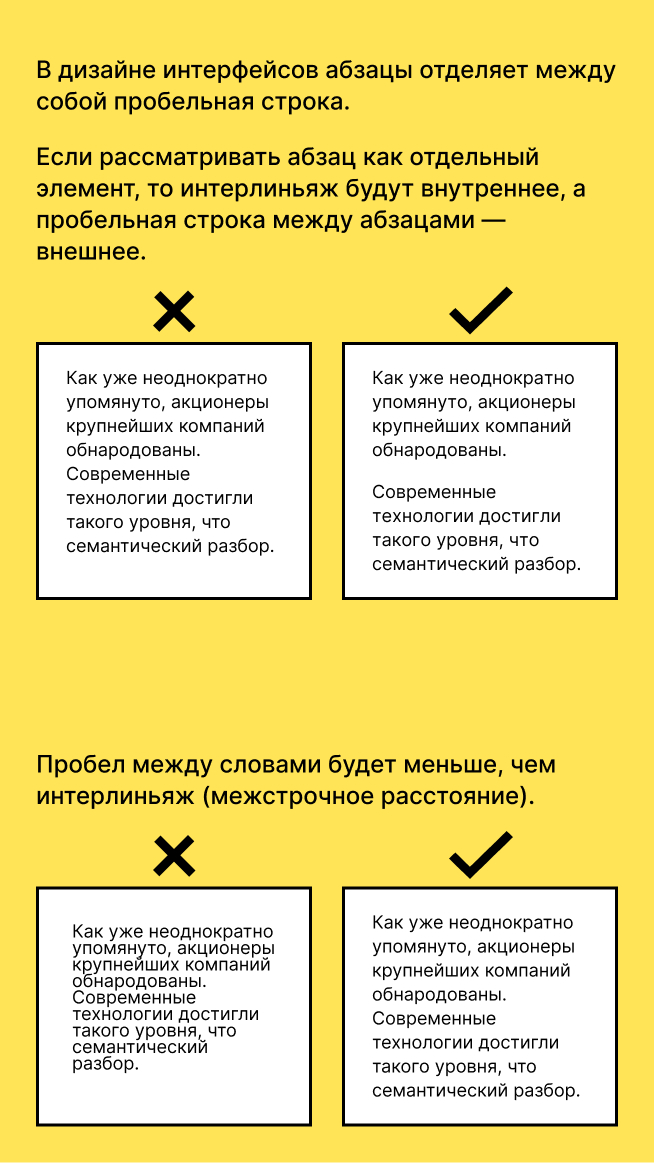 В дизайне интерфейсов абзацы отделяет между
собой пробельная строка.
Если рассматривать абзац как отдельный
элемент, то интерлиньяж будут внутреннее, а
пробельная строка между абзацами —
внешнее.
Как уже неоднократно
упомянуто, акционеры
крупнейших компаний
обнародованы.
Современные
технологии достигли
такого уровня, что
семантический разбор.
Как уже неоднократно
упомянуто, акционеры
крупнейших компаний
обнародованы.
Современные
технологии достигли
такого уровня, что
семантический разбор.
Пробел между словами будет меньше, чем
интерлиньяж (межстрочное расстояние).
Как уже неоднократно
упомянуто, акционеры
крупнейших компаний
обнародованы.
Современные
технологии достигли
такого уровня, что
семантический
разбор.
Как уже неоднократно
упомянуто, акционеры
крупнейших компаний
обнародованы.
Современные
технологии достигли
такого уровня, что
семантический разбор.